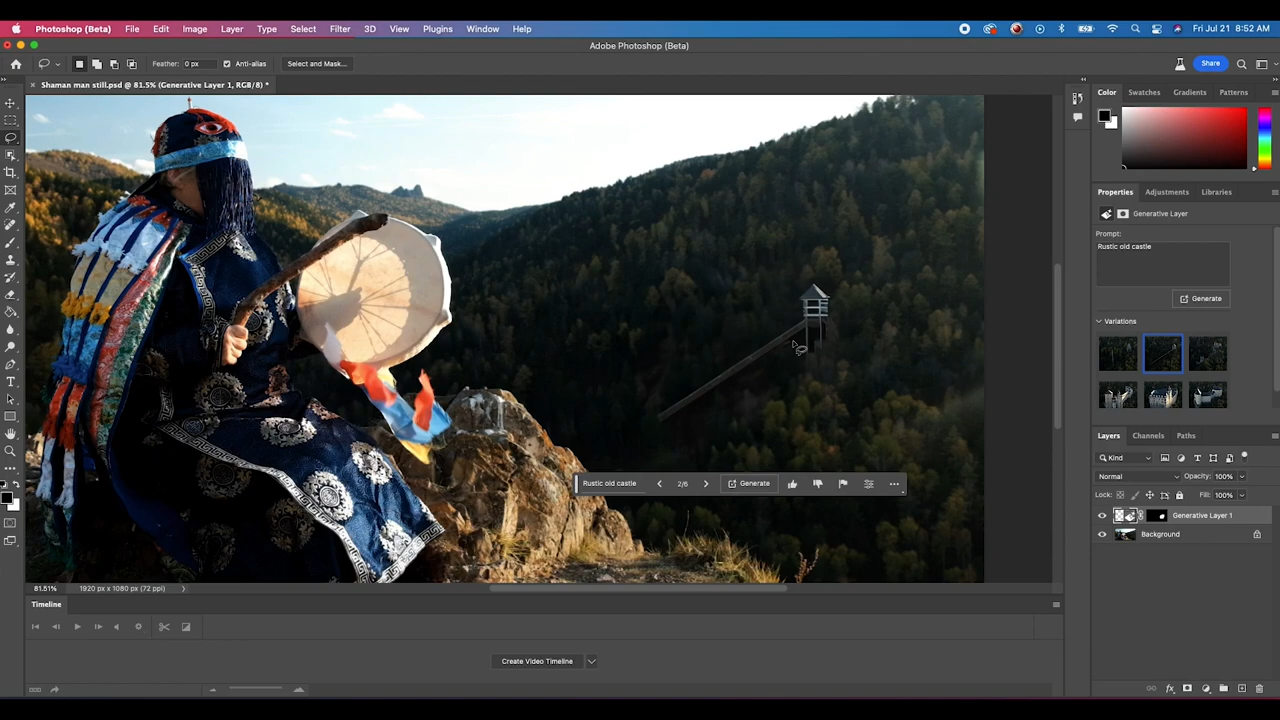 Photoshop (Beta) File Edit Image Layer Type Select Filter 3D View Plugins Window Help Fri Jul 21 8:52 AM
Adobe Photoshop (Beta)
Feather: 0 px Anti-alias Select and Mask... Share
Shaman man still.psd @ 81.5% (Generative Layer 1, RGB/8) *
Color Swatches Gradients Patterns
Properties Adjustments Libraries
Generative Layer
Prompt:
Rustic old castle
Generate
Variations
Layers Channels Paths
Kind
Normal Opacity: 100%
Lock: Fill: 100%
Generative Layer 1
Background
Rustic old castle 2/6 Generate
81.51% 1920 px x 1080 px (72 ppi)
Timeline
Create Video Timeline